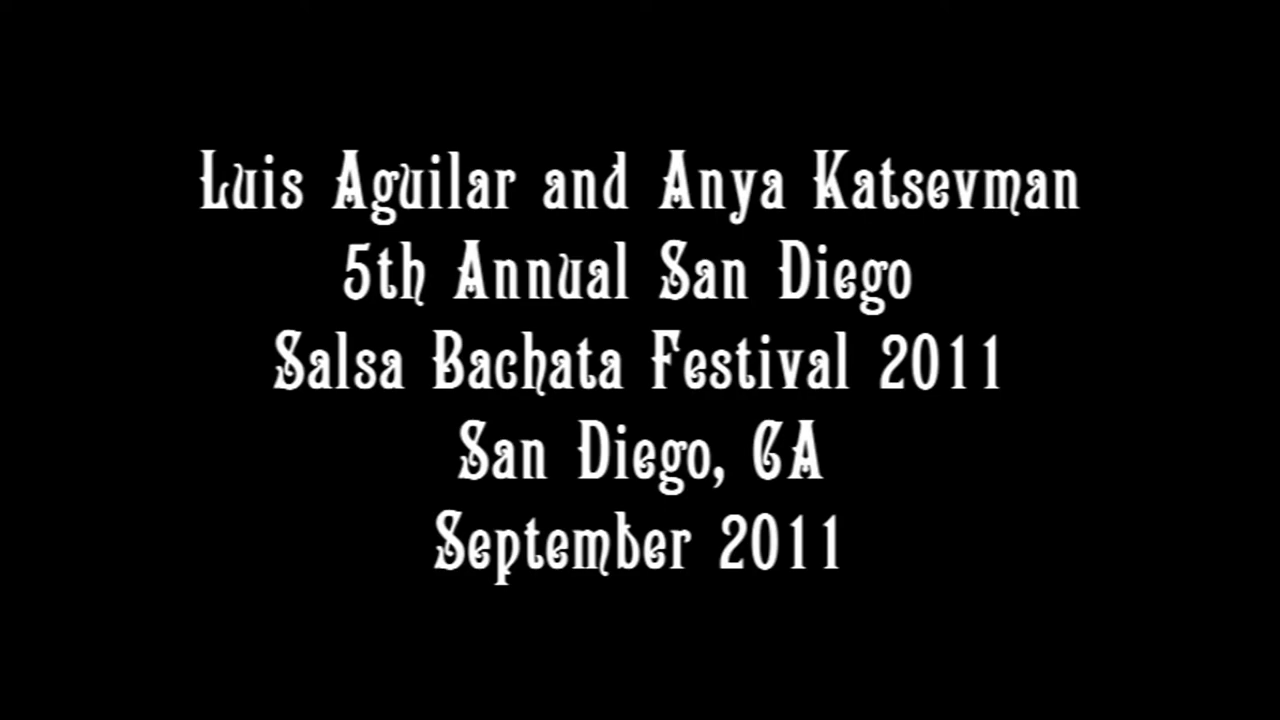 Luis Aguilar and Anya Katsevman
5th Annual San Diego
Salsa Bachata Festival 2011
San Diego, CA
September 2011